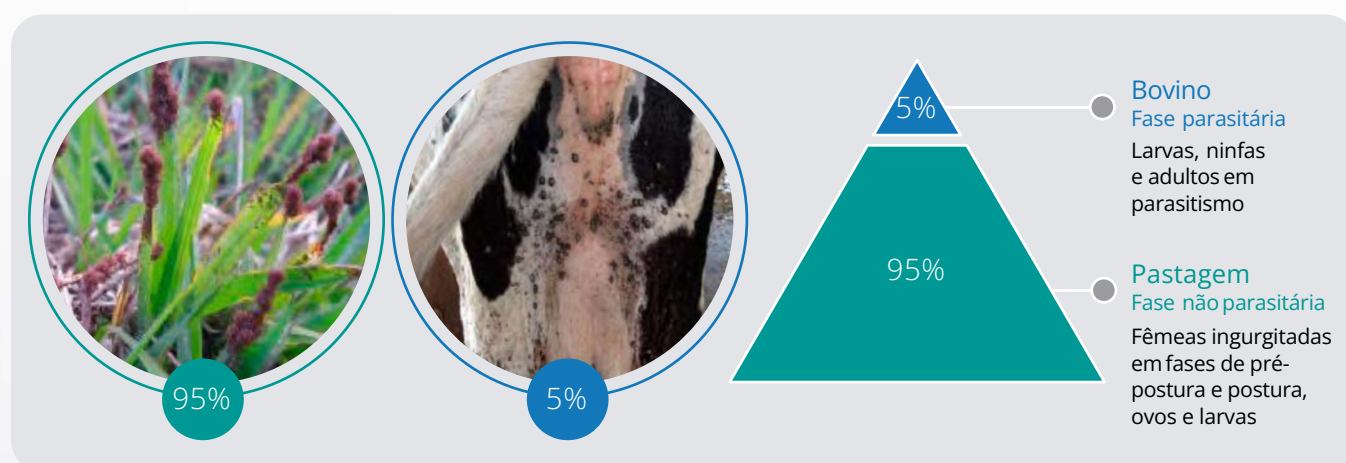 95%
5%
5%
95%
Bovino
Fase parasitária
Larvas, ninfas
e adultos em
parasitismo
Pastagem
Fase não parasitária
Fêmeas ingurgitadas
em fases de pré-
postura e postura,
ovos e larvas